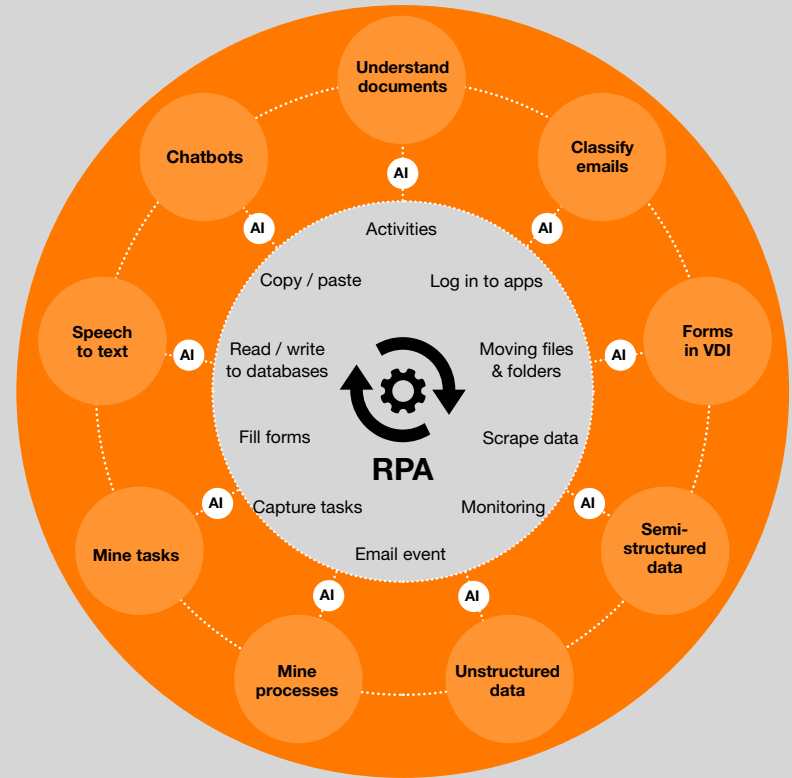 Understand
documents
Chatbots
Classify
emails
AI
AI
AI
Activities
Copy / paste
Log in to apps
Speech
to text
AI
Read / write
to databases
Moving files
& folders
AI
Forms
in VDI
Fill forms
Scrape data
RPA
Mine tasks
AI
Capture tasks
Monitoring
AI
Semi-
structured
data
Email event
AI
AI
Mine
processes
Unstructured
data